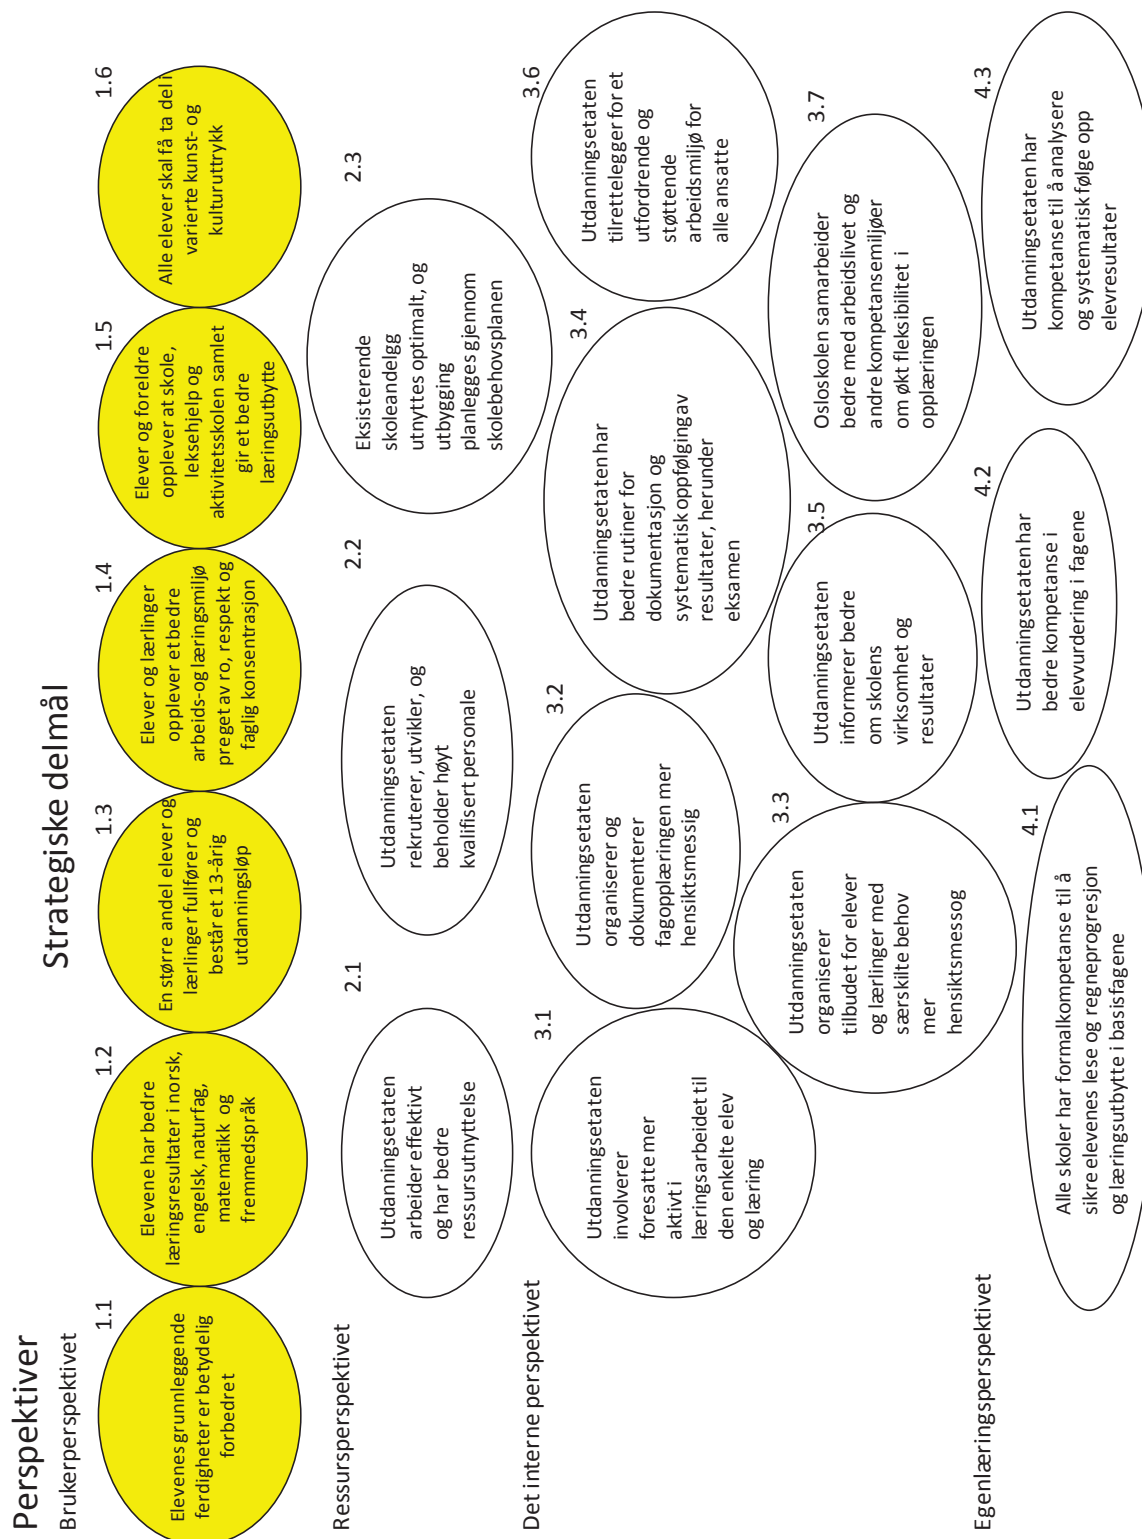 Perspektiver
Strategiske delmål
Brukerperspektivet
1.1
Elevenes grunnleggende
ferdigheter er betydelig
forbedret
1.2
Elevene har bedre
læringsresultater i norsk,
engelsk, naturfag,
matematikk og
fremmedspråk
1.3
En større andel elever og
lærlinger fullfører og
består et 13-årig
utdanningsløp
1.4
Elever og lærlinger
opplever et bedre
arbeids- og læringsmiljø
preget av ro, respekt og
faglig konsentrasjon
1.5
Elever og foreldre
opplever at skole,
leksehjelp og
aktivitetsskolen samlet
gir et bedre
læringsutbytte
1.6
Alle elever skal få ta del i
varierte kunst- og
kulturuttrykk
Ressursperspektivet
2.1
Utdanningsetaten
arbeider effektivt
og har bedre
ressursutnyttelse
2.2
Utdanningsetaten
rekruterer, utvikler, og
beholder høyt
kvalifisert personale
2.3
Eksisterende
skoleandelgg
utnyttes optimalt, og
utbygging
planlegges gjennom
skolebehovsplanen
Det interne perspektivet
3.1
Utdanningsetaten
involverer
foresatte mer
aktivt i
læringsarbeidet til
den enkelte elev
og læring
3.2
Utdanningsetaten
organiserer og
dokumenterer
fagopplæringen mer
hensiktsmessig
3.4
Utdanningsetaten har
bedre rutiner for
dokumentasjon og
systematisk oppfølging av
resultater, herunder
eksamen
3.6
Utdanningsetaten
tilrettelegger for et
utfordrende og
støttende
arbeidsmiljø for
alle ansatte
3.3
Utdanningsetaten
organiserer
tilbudet for elever
og lærlinger med
særskilte behov
mer
hensiktsmessog
3.5
Utdanningsetaten
informerer bedre
om skolens
virksomhet og
resultater
3.7
Osloskolen samarbeider
bedre med arbeidslivet og
andre kompetansemiljøer
om økt fleksibilitet i
opplæringen
Egenlæringsperspektivet
4.1
Alle skoler har formalkompetanse til å
sikre elevenes lese og regneprogresjon
og læringsutbytte i basisfagene
4.2
Utdanningsetaten har
bedre kompetanse i
elevvurdering i fagene
4.3
Utdanningsetaten har
kompetanse til å analysere
og systematisk følge opp
elevresultater